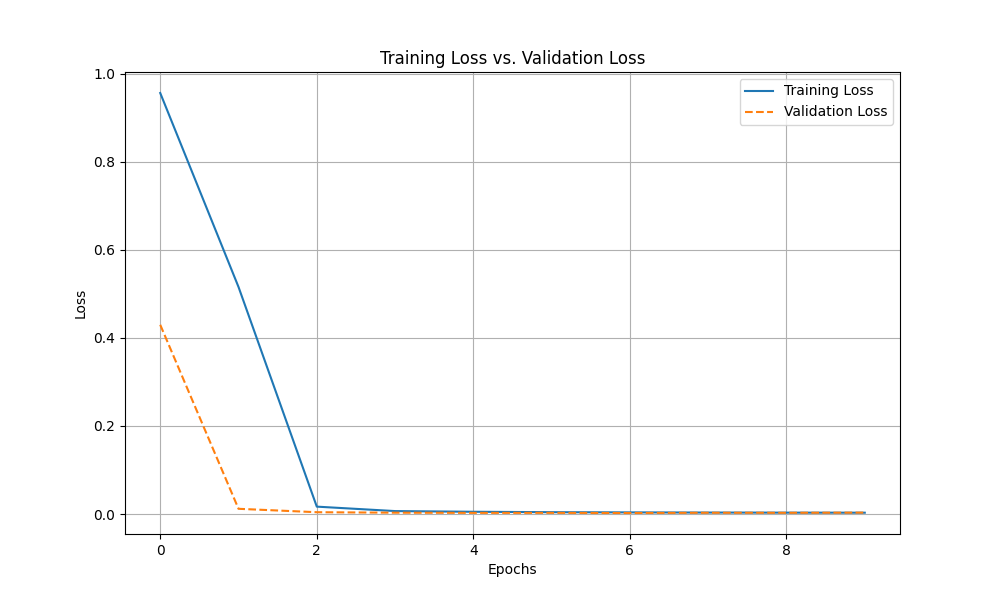 Training Loss vs. Validation Loss
Training Loss
Validation Loss
1.0
0.8
0.6
0.4
0.2
0.0
Loss
0 2 4 6 8
Epochs